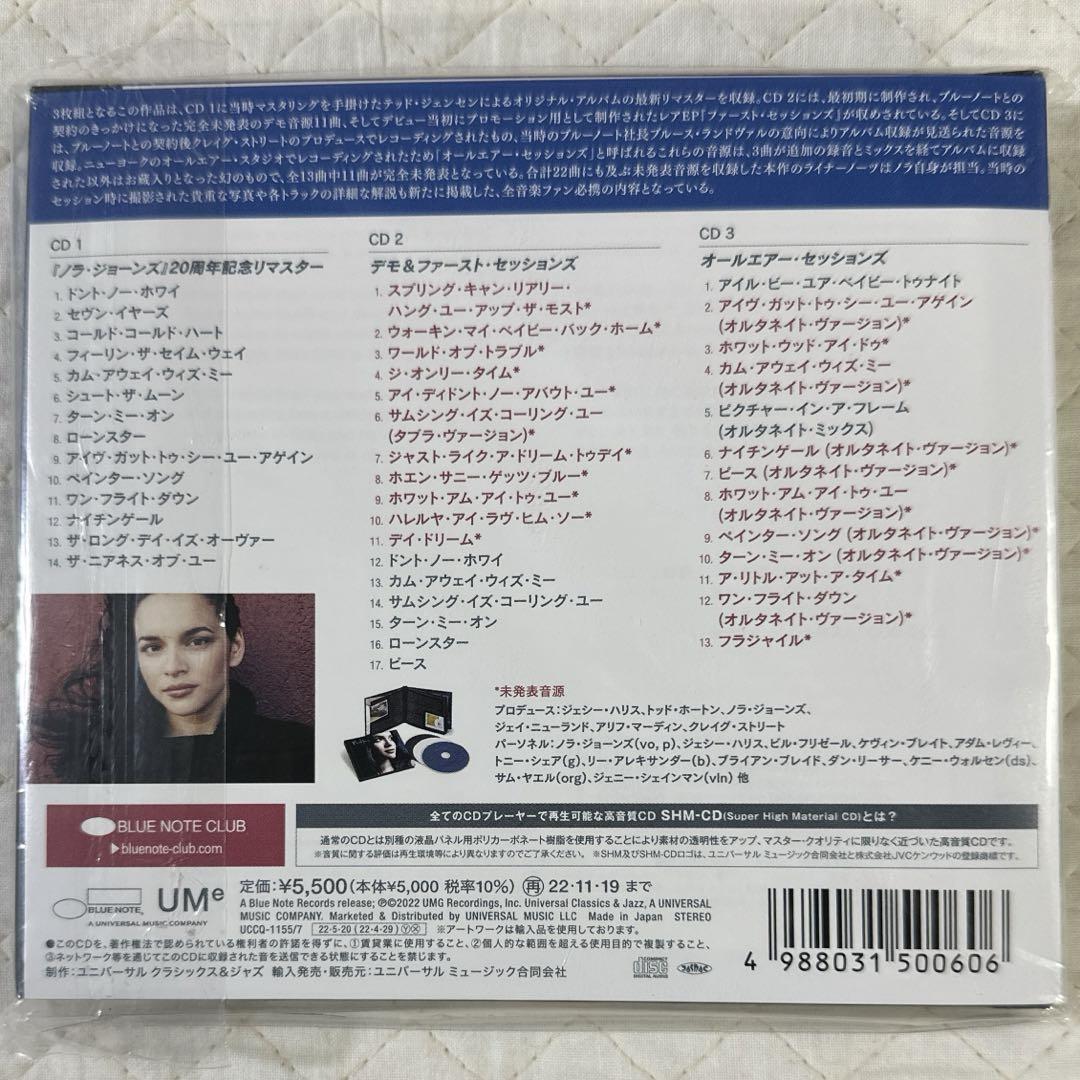 3枚組となるこの作品は、CD 1に当時マスタリングを手掛けたテッド・ジェンセンによるオリジナル・アルバムの最新リマスターを収録。CD 2には、最初期に制作され、ブルーノートとの
契約のきっかけになった完全未発表のデモ音源11曲、そしてデビュー当初にプロモーション用として制作されたレアEP『ファースト・セッションズ』が収められている。そしてCD 3に
は、ブルーノートとの契約後クレイグ・ストリートのプロデュースでレコーディングされたもの、当時のブルーノート社長ブルース・ランドヴァルの意向によりアルバム収録が見送られた音源を
収録。ニューヨークのオールエアー・スタジオでレコーディングされたため「オールエアー・セッションズ」と呼ばれるこれらの音源は、3曲が追加の録音とミックスを経てアルバムに収録
された以外はお蔵入りとなった幻のもので、全13曲中11曲が完全未発表となっている。合計22曲にも及ぶ未発表音源を収録した本作のライナーノーツはノラ自身が担当。当時の
セッション時に撮影された貴重な写真や各トラックの詳細な解説も新たに掲載した、全音楽ファン必携の内容となっている。
CD 1
『ノラ・ジョーンズ』20周年記念リマスター
1. ドント・ノー・ホワイ
2. セヴン・イヤーズ
3. コールド・コールド・ハート
4. フィーリン・ザ・セイム・ウェイ
5. カム・アウェイ・ウィズ・ミー
6. シュート・ザ・ムーン
7. ターン・ミー・オン
8. ローンスター
9. アイヴ・ガット・トゥ・シー・ユー・アゲイン
10. ペインター・ソング
11. ワン・フライト・ダウン
12. ナイチンゲール
13. ザ・ロング・デイ・イズ・オーヴァー
14. ザ・ニアネス・オブ・ユー
CD 2
デモ&ファースト・セッションズ
1. スプリング・キャン・リアリー・
ハング・ユー・アップ・ザ・モスト*
2. ウォーキン・マイ・ベイビー・バック・ホーム*
3. ワールド・オブ・トラブル*
4. ジ・オンリー・タイム*
5. アイ・ディドント・ノー・アバウト・ユー*
6. サムシング・イズ・コーリング・ユー
(タブラ・ヴァージョン)*
7. ジャスト・ライク・ア・ドリーム・トゥデイ*
8. ホエン・サニー・ゲッツ・ブルー*
9. ホワット・アム・アイ・トゥ・ユー*
10. ハレルヤ・アイ・ラヴ・ヒム・ソー*
11. デイ・ドリーム*
12. ドント・ノー・ホワイ
13. カム・アウェイ・ウィズ・ミー
14. サムシング・イズ・コーリング・ユー
15. ターン・ミー・オン
16. ローンスター
17. ピース
CD 3
オールエアー・セッションズ
1. アイル・ビー・ユア・ベイビー・トゥナイト
2. アイヴ・ガット・トゥ・シー・ユー・アゲイン
(オルタネイト・ヴァージョン)*
3. ホワット・ウッド・アイ・ドゥ*
4. カム・アウェイ・ウィズ・ミー
(オルタネイト・ヴァージョン)*
5. ピクチャー・イン・ア・フレーム
(オルタネイト・ミックス)
6. ナイチンゲール (オルタネイト・ヴァージョン)*
7. ピース (オルタネイト・ヴァージョン)*
8. ホワット・アム・アイ・トゥ・ユー
(オルタネイト・ヴァージョン)*
9. ペインター・ソング (オルタネイト・ヴァージョン)*
10. ターン・ミー・オン (オルタネイト・ヴァージョン)*
11. ア・リトル・アット・ア・タイム*
12. ワン・フライト・ダウン
(オルタネイト・ヴァージョン)*
13. フラジャイル*
*未発表音源
プロデュース:ジェシー・ハリス、トッド・ホートン、ノラ・ジョーンズ、
ジェイ・ニューランド、アリフ・マーディン、クレイグ・ストリート
パーソネル:ノラ・ジョーンズ(vo, p)、ジェシー・ハリス、ビル・フリゼール、ケヴィン・ブレイト、アダム・レヴィー、
トニー・シェア(g)、リー・アレキサンダー(b)、ブライアン・ブレイド、ダン・リーサー、ケニー・ウォルセン(ds)、
サム・ヤエル(org)、ジェニー・シェインマン(vln) 他
BLUE NOTE CLUB
▶bluenote-club.com
全てのCDプレーヤーで再生可能な高音質CD SHM-CD(Super High Material CD)とは?
通常のCDとは別種の液晶パネル用ポリカーボネート樹脂を使用することにより素材の透明性をアップ、マスター・クオリティに限りなく近づいた高音質CDです。
※音質に関する評価は再生環境等により異なりますのでご了承ください。 ※SHM及びSHM-CDロゴは、ユニバーサル ミュージック合同会社と株式会社JVCケンウッドの登録商標です。
BLUE NOTE
UMe
A UNIVERSAL MUSIC COMPANY
定価:¥5,500(本体¥5,000 税率10%) 再 22・11・19 まで
A Blue Note Records release; ℗©2022 UMG Recordings, Inc. Universal Classics & Jazz, A UNIVERSAL
MUSIC COMPANY. Marketed & Distributed by UNIVERSAL MUSIC LLC Made in Japan STEREO
UCCQ-1155/7 22-5-20 (22-4-29) Ⓨ Ⓧ ※アートワークは輸入品を使用しております。
●このCDを、著作権法で認められている権利者の許諾を得ずに、①賃貸業に使用すること、②個人的な範囲を超える使用目的で複製すること、
③ネットワーク等を通じてこのCDに収録された音を送信できる状態にすることを禁じます。
制作:ユニバーサル クラシックス&ジャズ 輸入発売・販売元:ユニバーサル ミュージック合同会社
COMPACT
disc
DIGITAL AUDIO
JASRAC
4 988031 500606